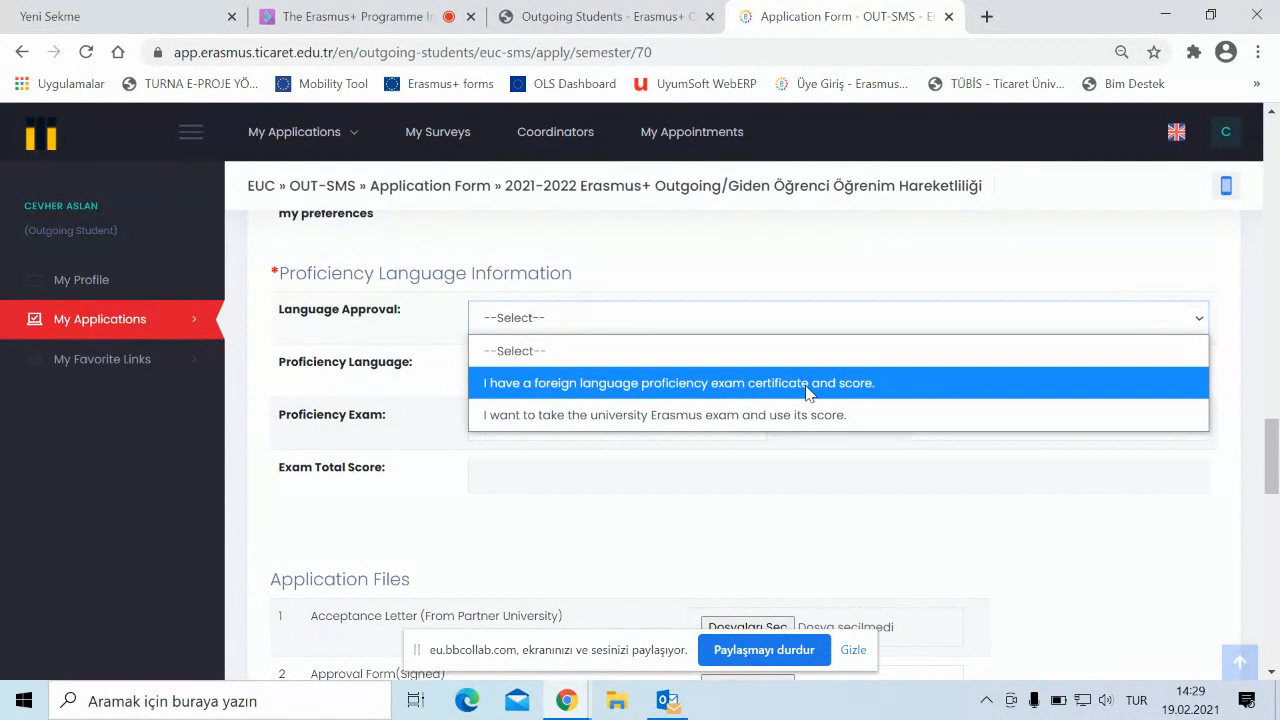 Yeni Sekme
The Erasmus+ Programme I
Outgoing Students - Erasmus+ C
Application Form - OUT-SMS - E
app.erasmus.ticaret.edu.tr/en/outgoing-students/euc-sms/apply/semester/70
Uygulamalar
TURNA E-PROJE YÖ...
Mobility Tool
Erasmus+ forms
OLS Dashboard
UyumSoft WebERP
Üye Giriş - Erasmus...
TÜBİS - Ticaret Üniv...
Bim Destek
»
My Applications
My Surveys
Coordinators
My Appointments
C
EUC » OUT-SMS » Application Form » 2021-2022 Erasmus+ Outgoing/Giden Öğrenci Öğrenim Hareketliliği
CEVHER ASLAN
(Outgoing Student)
My Profile
My Applications
My Favorite Links
my preferences
*Proficiency Language Information
Language Approval:
--Select--
--Select--
I have a foreign language proficiency exam certificate and score.
I want to take the university Erasmus exam and use its score.
Proficiency Language:
Proficiency Exam:
Exam Total Score:
Application Files
1 Acceptance Letter (From Partner University)
Dosyaları Seç Dosya seçilmedi
2 Approval Form(Signed)
eu.bbcollab.com, ekranınızı ve sesinizi paylaşıyor.
Paylaşmayı durdur
Gizle
Aramak için buraya yazın
TUR
14:29
19.02.2021